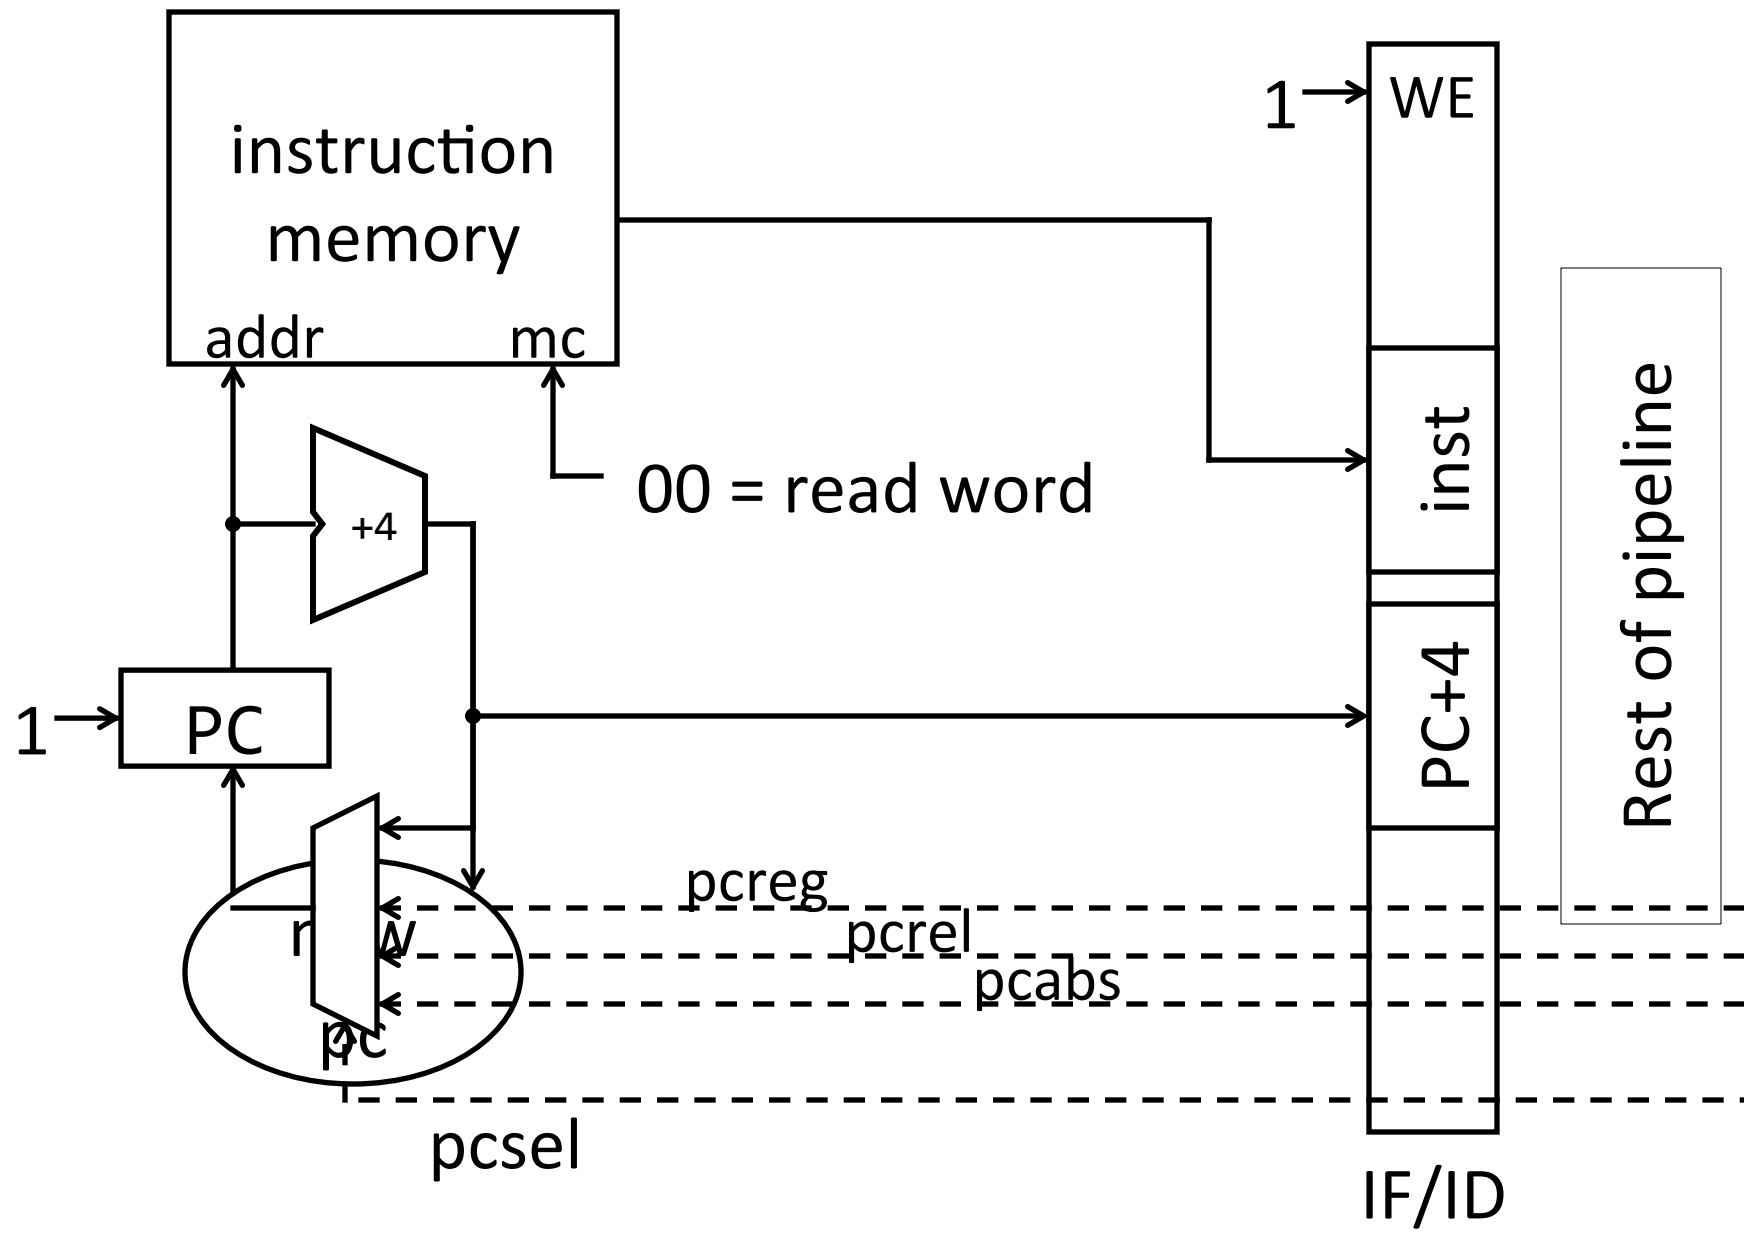 instruction
memory
addr
mc
1
WE
+4
00 = read word
inst
Rest of pipeline
1
PC
PC+4
pcreg
pcrel
pcabs
pc
pcsel
IF/ID